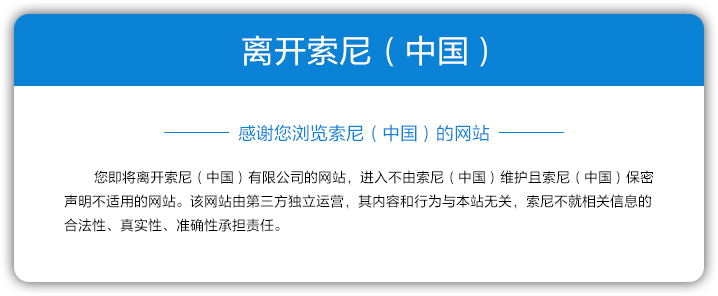 离开索尼（中国）
感谢您浏览索尼（中国）的网站
您即将离开索尼（中国）有限公司的网站，进入不由索尼（中国）维护且索尼（中国）保密
声明不适用的网站。该网站由第三方独立运营，其内容和行为与本站无关，索尼不就相关信息的
合法性、真实性、准确性承担责任。